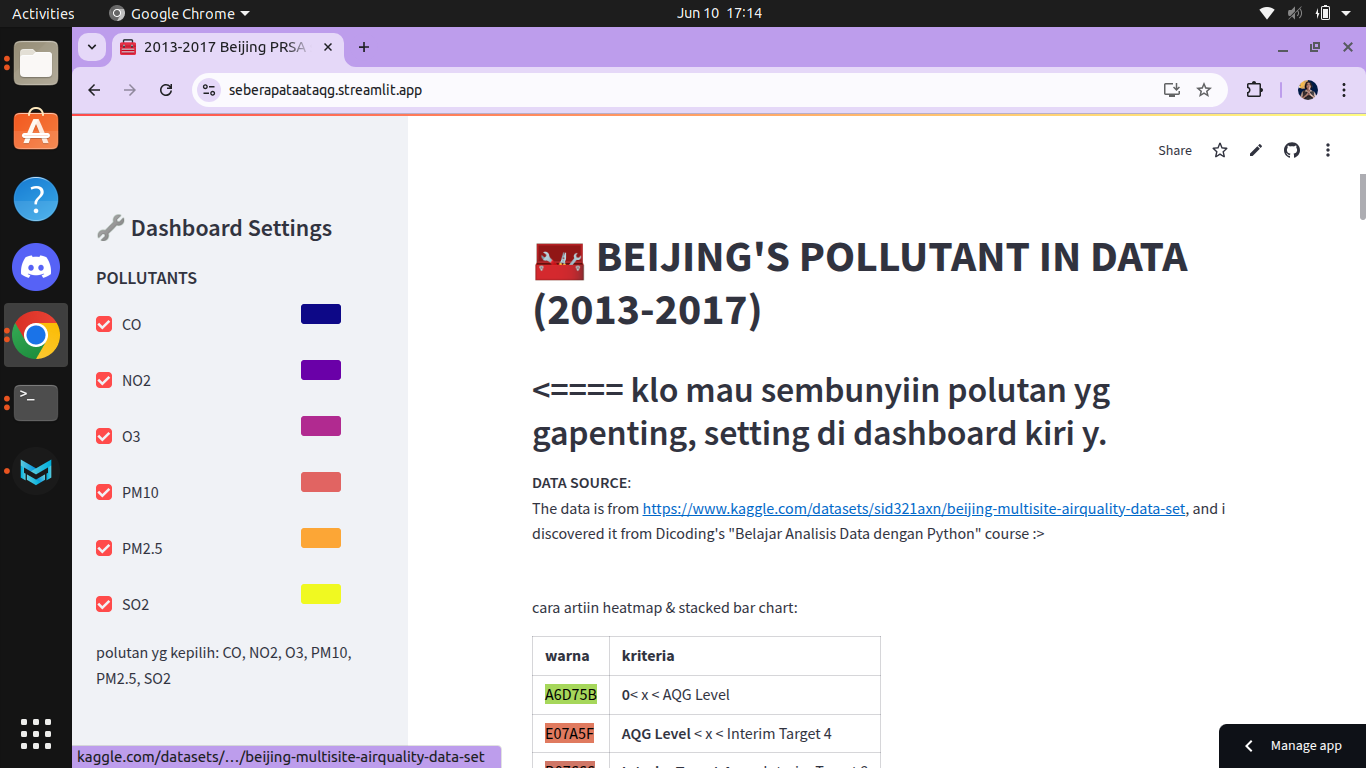 Activities
Google Chrome
Jun 10 17:14
2013-2017 Beijing PRSA
seberapataataqg.streamlit.app
Share
Dashboard Settings
POLLUTANTS
CO
NO2
O3
PM10
PM2.5
SO2
polutan yg kepilih: CO, NO2, O3, PM10,
PM2.5, SO2
BEIJING'S POLLUTANT IN DATA
(2013-2017)
<==== klo mau sembunyiin polutan yg
gapenting, setting di dashboard kiri y.
DATA SOURCE:
The data is from https://www.kaggle.com/datasets/sid321axn/beijing-multisite-airquality-data-set, and i
discovered it from Dicoding's "Belajar Analisis Data dengan Python" course :>
cara artiin heatmap & stacked bar chart:
warna kriteria
A6D75B 0< x < AQG Level
E07A5F AQG Level < x < Interim Target 4
Manage app
kaggle.com/datasets/…/beijing-multisite-airquality-data-set